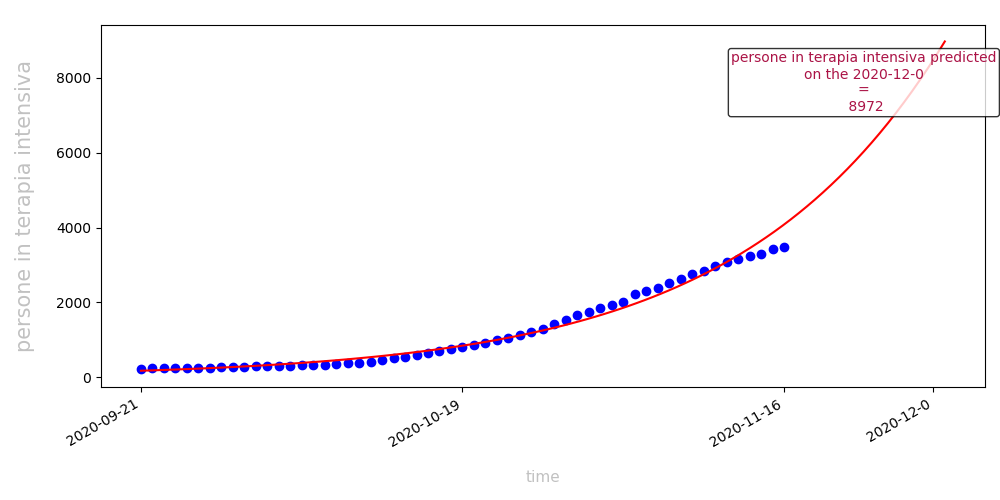 persone in terapia intensiva
8000
6000
4000
2000
0
persone in terapia intensiva predicted
on the 2020-12-0
=
8972
2020-09-21
2020-10-19
2020-11-16
2020-12-0
time